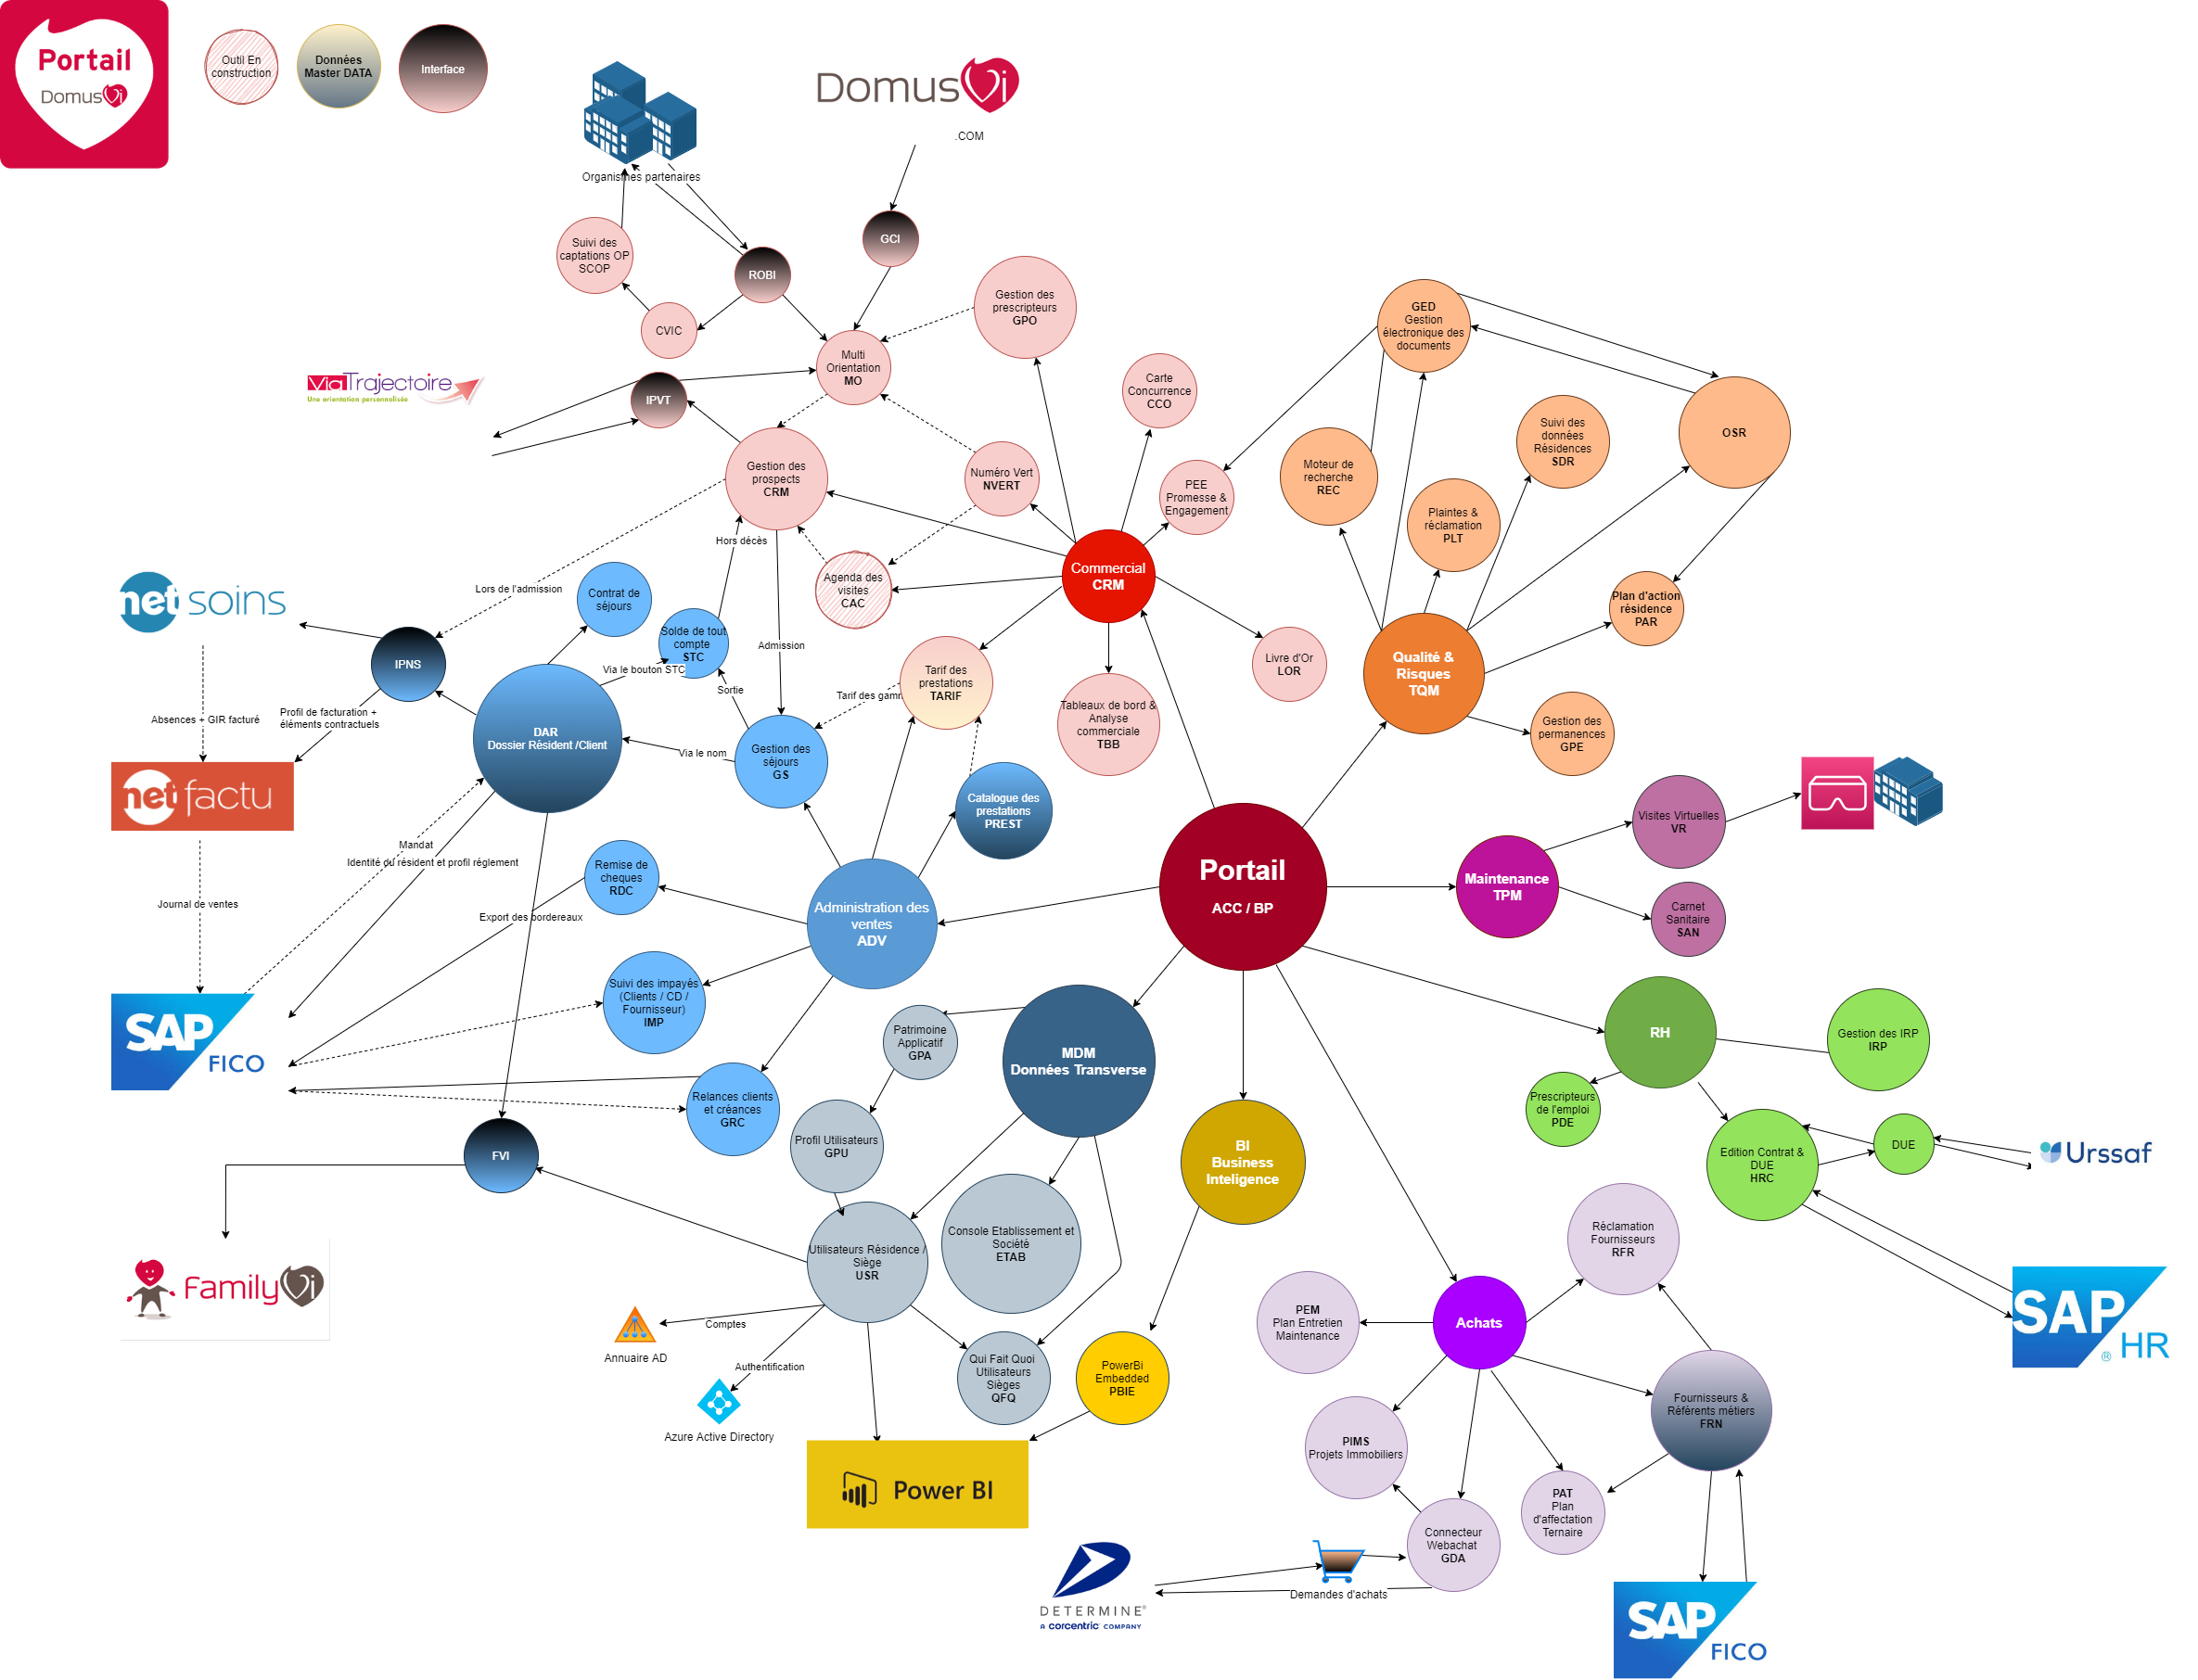 Portail
DomusVi
Outil En
construction
Données
Master DATA
Interface
DomusVi
.COM
Organismes partenaires
GCI
Suivi des
captations OP
SCOP
ROBI
CVIC
Gestion des
prescripteurs
GPO
Multi
Orientation
MO
ViaTrajectoire
Une orientation personnalisée
IPVT
Carte
Concurrence
CCO
GED
Gestion
électronique des
documents
OSR
Suivi des
données
Résidences
SDR
Moteur de
recherche
REC
Plaintes &
réclamation
PLT
Gestion des
prospects
CRM
Numéro Vert
NVERT
PEE
Promesse &
Engagement
Hors décès
Commercial
CRM
Agenda des
visites
CAC
Lors de l'admission
Contrat de
séjours
Plan d'action
résidence
PAR
netsoins
IPNS
Solde de tout
compte
STC
Admission
Via le bouton STC
Sortie
Tarif des
prestations
TARIF
Tarif des gamm
Livre d'Or
LOR
Qualité &
Risques
TQM
Tableaux de bord &
Analyse
commerciale
TBB
Gestion des
permanences
GPE
Absences + GIR facturé
Profil de facturation +
éléments contractuels
DAR
Dossier Résident /Client
Via le nom
Gestion des
séjours
GS
netfactu
Catalogue des
prestations
PREST
Visites Virtuelles
VR
Mandat
Identité du résident et profil réglement
Remise de
cheques
RDC
Export des bordereaux
Journal de ventes
Administration des
ventes
ADV
Portail
ACC / BP
Maintenance
TPM
Carnet
Sanitaire
SAN
Suivi des impayés
(Clients / CD /
Fournisseur)
IMP
SAP
FICO
Patrimoine
Applicatif
GPA
MDM
Données Transverse
RH
Gestion des IRP
IRP
Relances clients
et créances
GRC
Prescripteurs
de l'emploi
PDE
Profil Utilisateurs
GPU
FVI
BI
Business
Inteligence
Edition Contrat &
DUE
HRC
DUE
Urssaf
Utilisateurs Résidence /
Siège
USR
Console Etablissement et
Société
ETAB
Réclamation
Fournisseurs
RFR
FamilyVi
SAP
® HR
PEM
Plan Entretien
Maintenance
Achats
Comptes
Annuaire AD
Authentification
Azure Active Directory
Qui Fait Quoi
Utilisateurs
Sièges
QFQ
PowerBi
Embedded
PBIE
Fournisseurs &
Référents métiers
FRN
PIMS
Projets Immobiliers
Power BI
PAT
Plan
d'affectation
Ternaire
Connecteur
Webachat
GDA
Demandes d'achats
DETERMINE®
A corcentric COMPANY
SAP
FICO